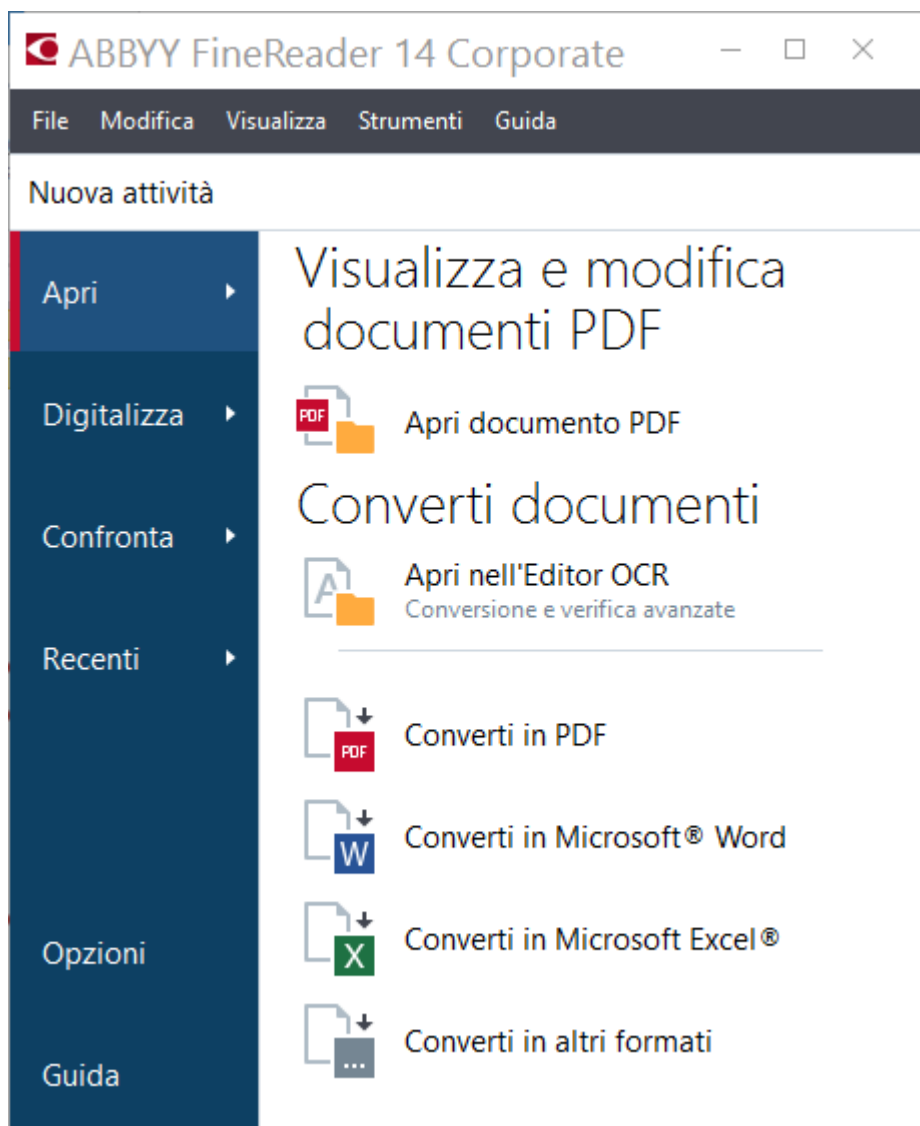 ABBYY FineReader 14 Corporate
File Modifica Visualizza Strumenti Guida
Nuova attività
Apri
Digitalizza
Confronta
Recenti
Opzioni
Guida
Visualizza e modifica
documenti PDF
PDF
Apri documento PDF
Converti documenti
A
Apri nell'Editor OCR
Conversione e verifica avanzate
PDF
Converti in PDF
W
Converti in Microsoft® Word
X
Converti in Microsoft Excel®
...
Converti in altri formati